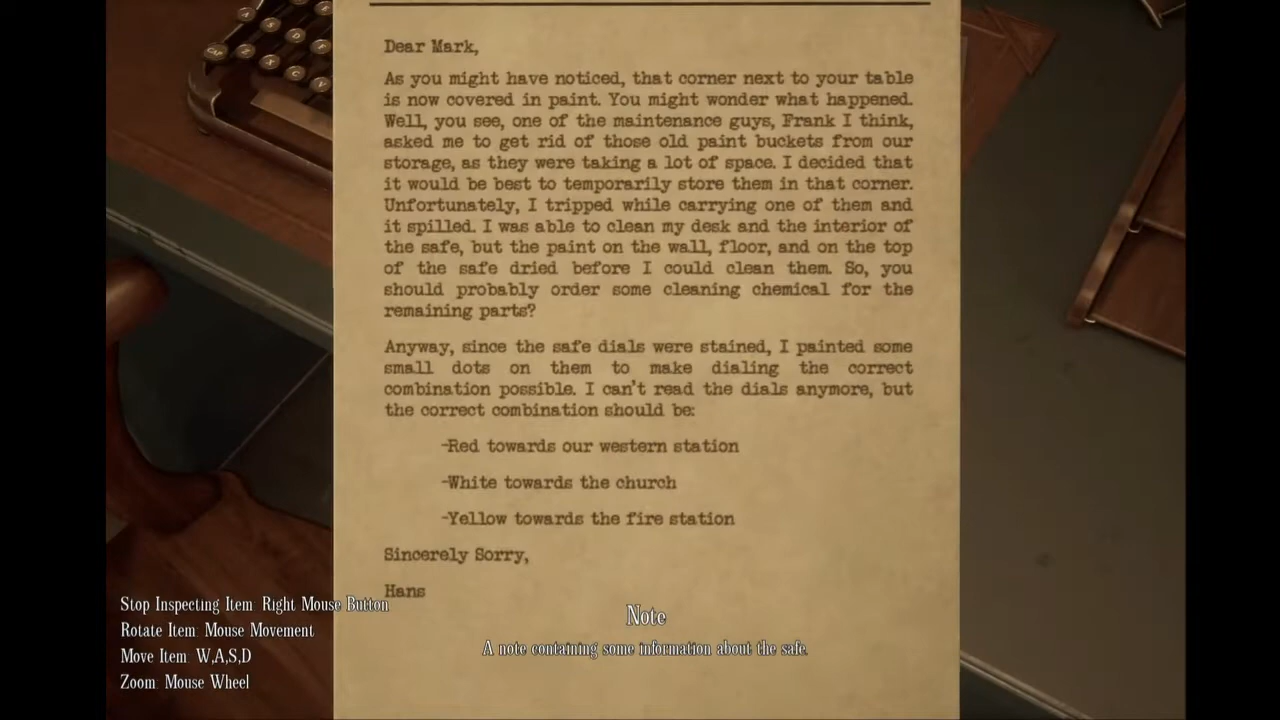 Dear Mark,
As you might have noticed, that corner next to your table
is now covered in paint. You might wonder what happened.
Well, you see, one of the maintenance guys, Frank I think,
asked me to get rid of those old paint buckets from our
storage, as they were taking a lot of space. I decided that
it would be best to temporarily store them in that corner.
Unfortunately, I tripped while carrying one of them and
it spilled. I was able to clean my desk and the interior of
the safe, but the paint on the wall, floor, and on the top
of the safe dried before I could clean them. So, you
should probably order some cleaning chemical for the
remaining parts?
Anyway, since the safe dials were stained, I painted some
small dots on them to make dialing the correct
combination possible. I can't read the dials anymore, but
the correct combination should be:
-Red towards our western station
-White towards the church
-Yellow towards the fire station
Sincerely Sorry,
Hans
Stop Inspecting Item: Right Mouse Button
Rotate Item: Mouse Movement
Move Item: W,A,S,D
Zoom: Mouse Wheel
Note
A note containing some information about the safe.